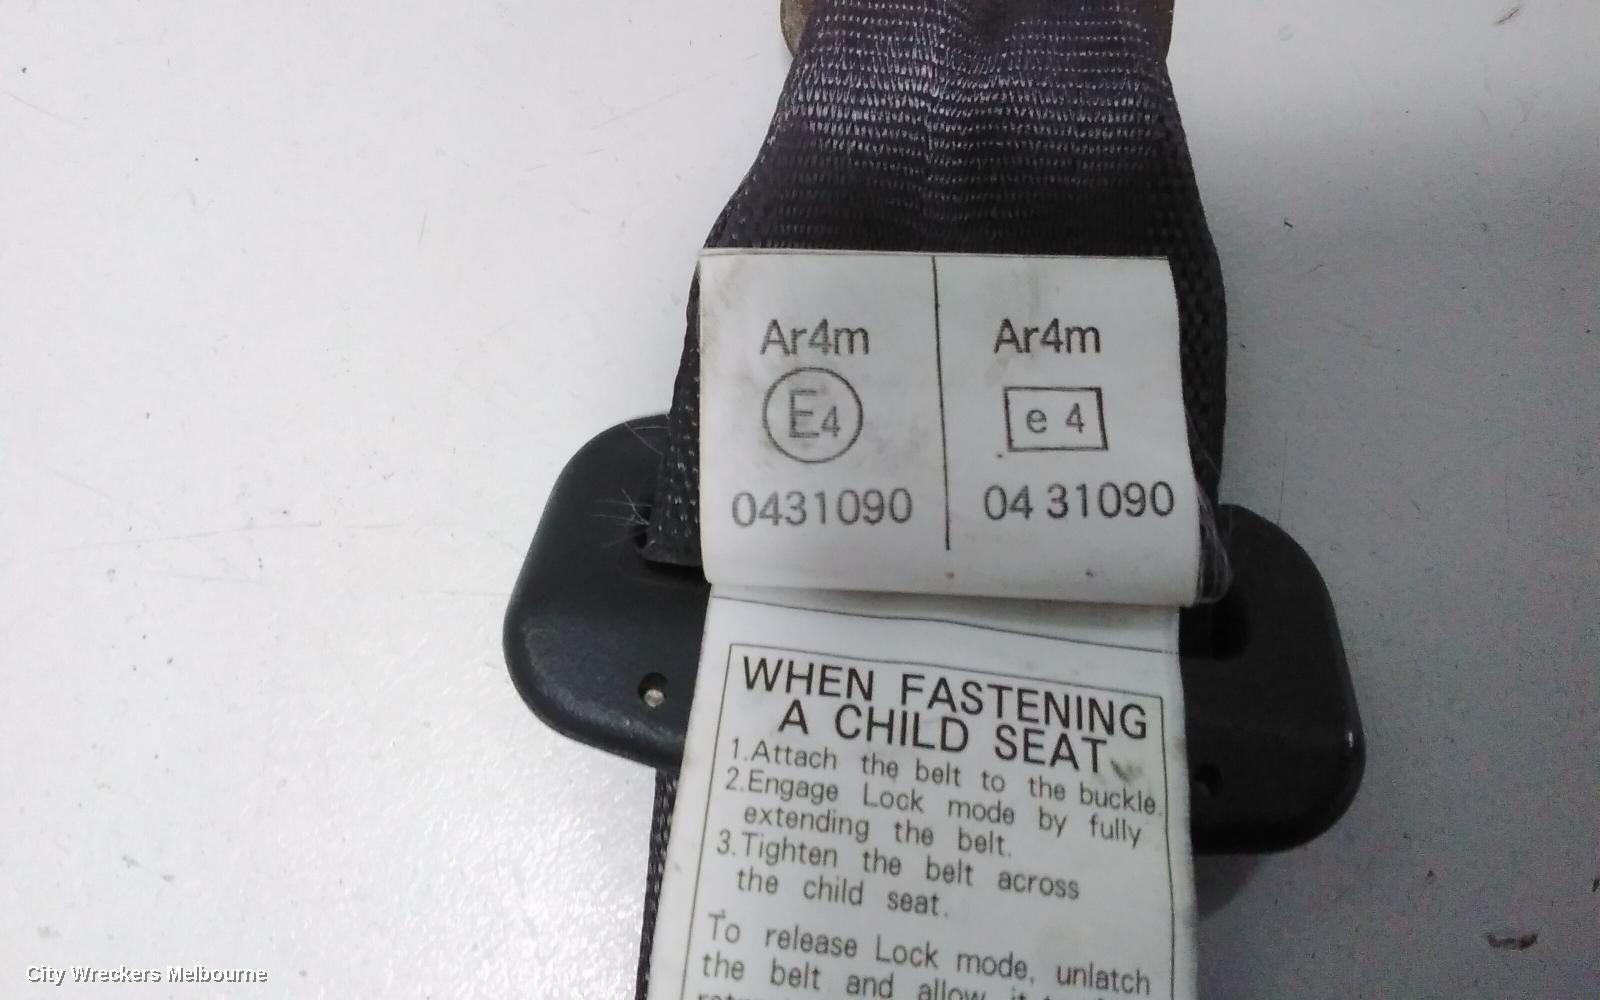 Ar4m
E4
0431090
Ar4m
e 4
04 31090
WHEN FASTENING
A CHILD SEAT
1.Attach the belt to the buckle.
2.Engage Lock mode by fully
extending the belt.
3.Tighten the belt across
the child seat.
To release Lock mode, unlatch
the belt and allow it
City Wreckers Melbourne